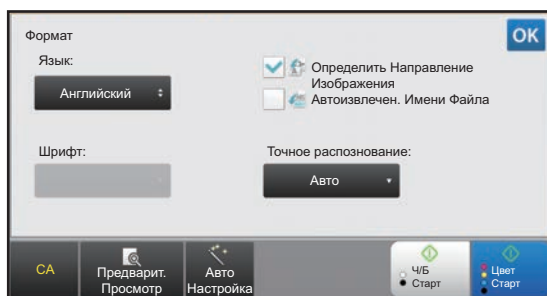 Формат
OK
Язык:
Английский
Определить Направление
Изображения
Автоизвлечен. Имени Файла
Шрифт:
Точное распознование:
Авто
CA
Предварит.
Просмотр
Авто
Настройка
Ч/Б
Старт
Цвет
Старт